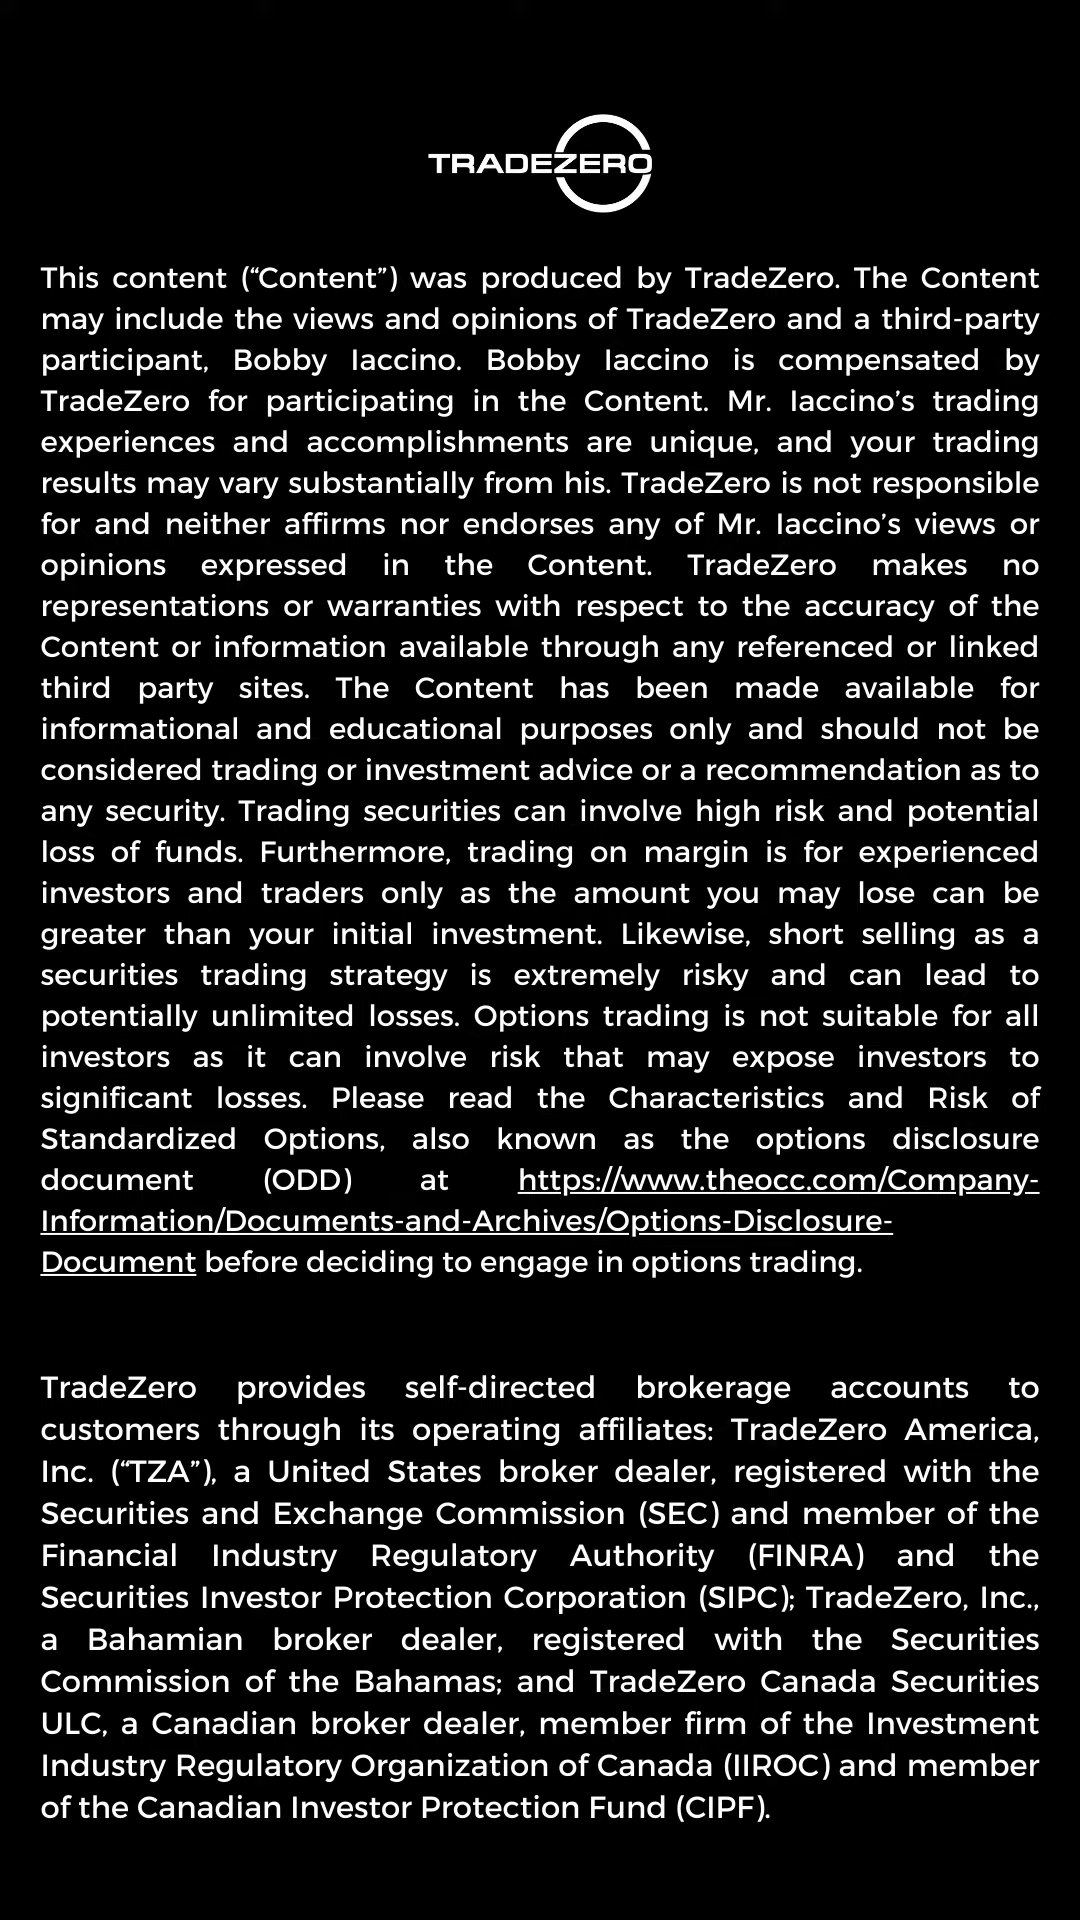 TRADEZERO
This content (“Content”) was produced by TradeZero. The Content
may include the views and opinions of TradeZero and a third-party
participant, Bobby Iaccino. Bobby Iaccino is compensated by
TradeZero for participating in the Content. Mr. Iaccino’s trading
experiences and accomplishments are unique, and your trading
results may vary substantially from his. TradeZero is not responsible
for and neither affirms nor endorses any of Mr. Iaccino’s views or
opinions expressed in the Content. TradeZero makes no
representations or warranties with respect to the accuracy of the
Content or information available through any referenced or linked
third party sites. The Content has been made available for
informational and educational purposes only and should not be
considered trading or investment advice or a recommendation as to
any security. Trading securities can involve high risk and potential
loss of funds. Furthermore, trading on margin is for experienced
investors and traders only as the amount you may lose can be
greater than your initial investment. Likewise, short selling as a
securities trading strategy is extremely risky and can lead to
potentially unlimited losses. Options trading is not suitable for all
investors as it can involve risk that may expose investors to
significant losses. Please read the Characteristics and Risk of
Standardized Options, also known as the options disclosure
document (ODD) at https://www.theocc.com/Company-
Information/Documents-and-Archives/Options-Disclosure-
Document before deciding to engage in options trading.
TradeZero provides self-directed brokerage accounts to
customers through its operating affiliates: TradeZero America,
Inc. (“TZA”), a United States broker dealer, registered with the
Securities and Exchange Commission (SEC) and member of the
Financial Industry Regulatory Authority (FINRA) and the
Securities Investor Protection Corporation (SIPC); TradeZero, Inc.,
a Bahamian broker dealer, registered with the Securities
Commission of the Bahamas; and TradeZero Canada Securities
ULC, a Canadian broker dealer, member firm of the Investment
Industry Regulatory Organization of Canada (IIROC) and member
of the Canadian Investor Protection Fund (CIPF).